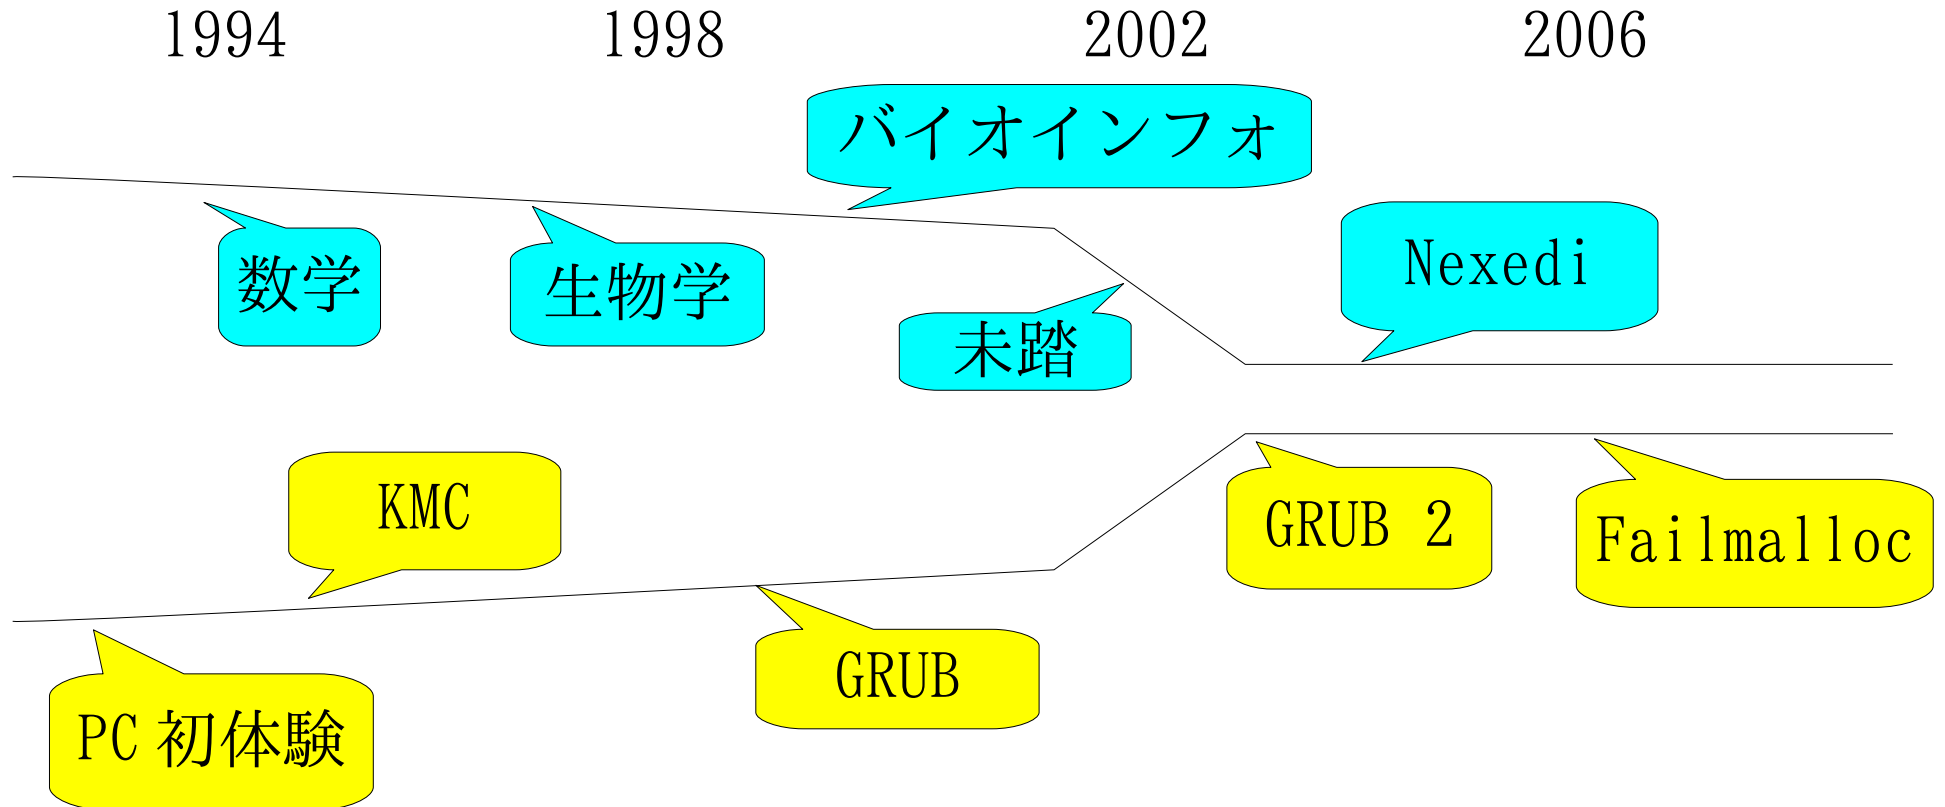 1994 1998 2002 2006
バイオインフォ
数学
生物学
Nexedi
未踏
KMC
GRUB 2
Failmalloc
GRUB
PC 初体験